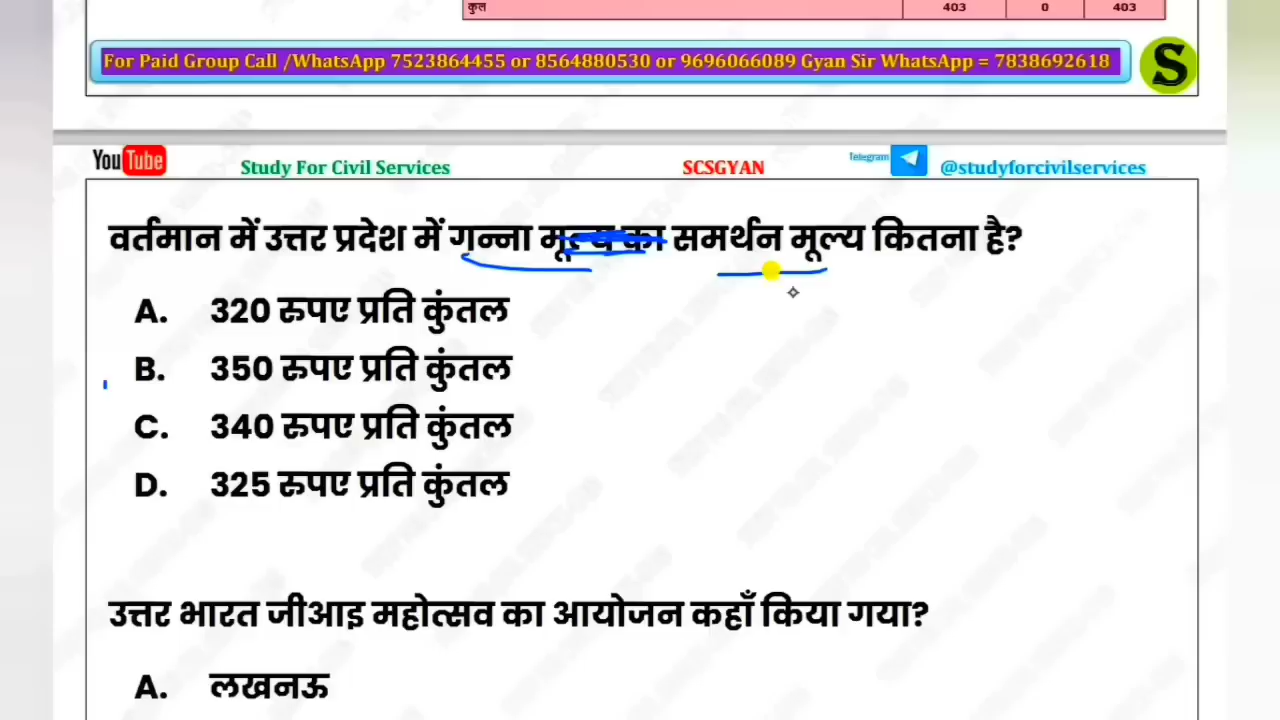 कुल 403 0 403
For Paid Group Call /WhatsApp 7523864455 or 8564880530 or 9696066089 Gyan Sir WhatsApp = 7838692618
S
YouTube Study For Civil Services SCSGYAN Telegram @studyforcivilservices
वर्तमान में उत्तर प्रदेश में गन्ना मूल्य का समर्थन मूल्य कितना है?
A. 320 रुपए प्रति कुंतल
B. 350 रुपए प्रति कुंतल
C. 340 रुपए प्रति कुंतल
D. 325 रुपए प्रति कुंतल
उत्तर भारत जीआइ महोत्सव का आयोजन कहाँ किया गया?
A. लखनऊ